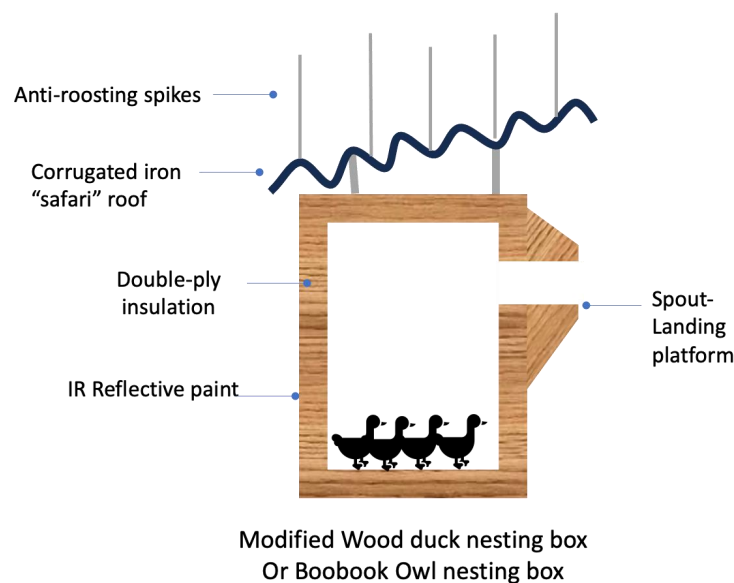 Anti-roosting spikes
Corrugated iron
“safari” roof
Double-ply
insulation
Spout-
Landing
platform
IR Reflective paint
Modified Wood duck nesting box
Or Boobook Owl nesting box